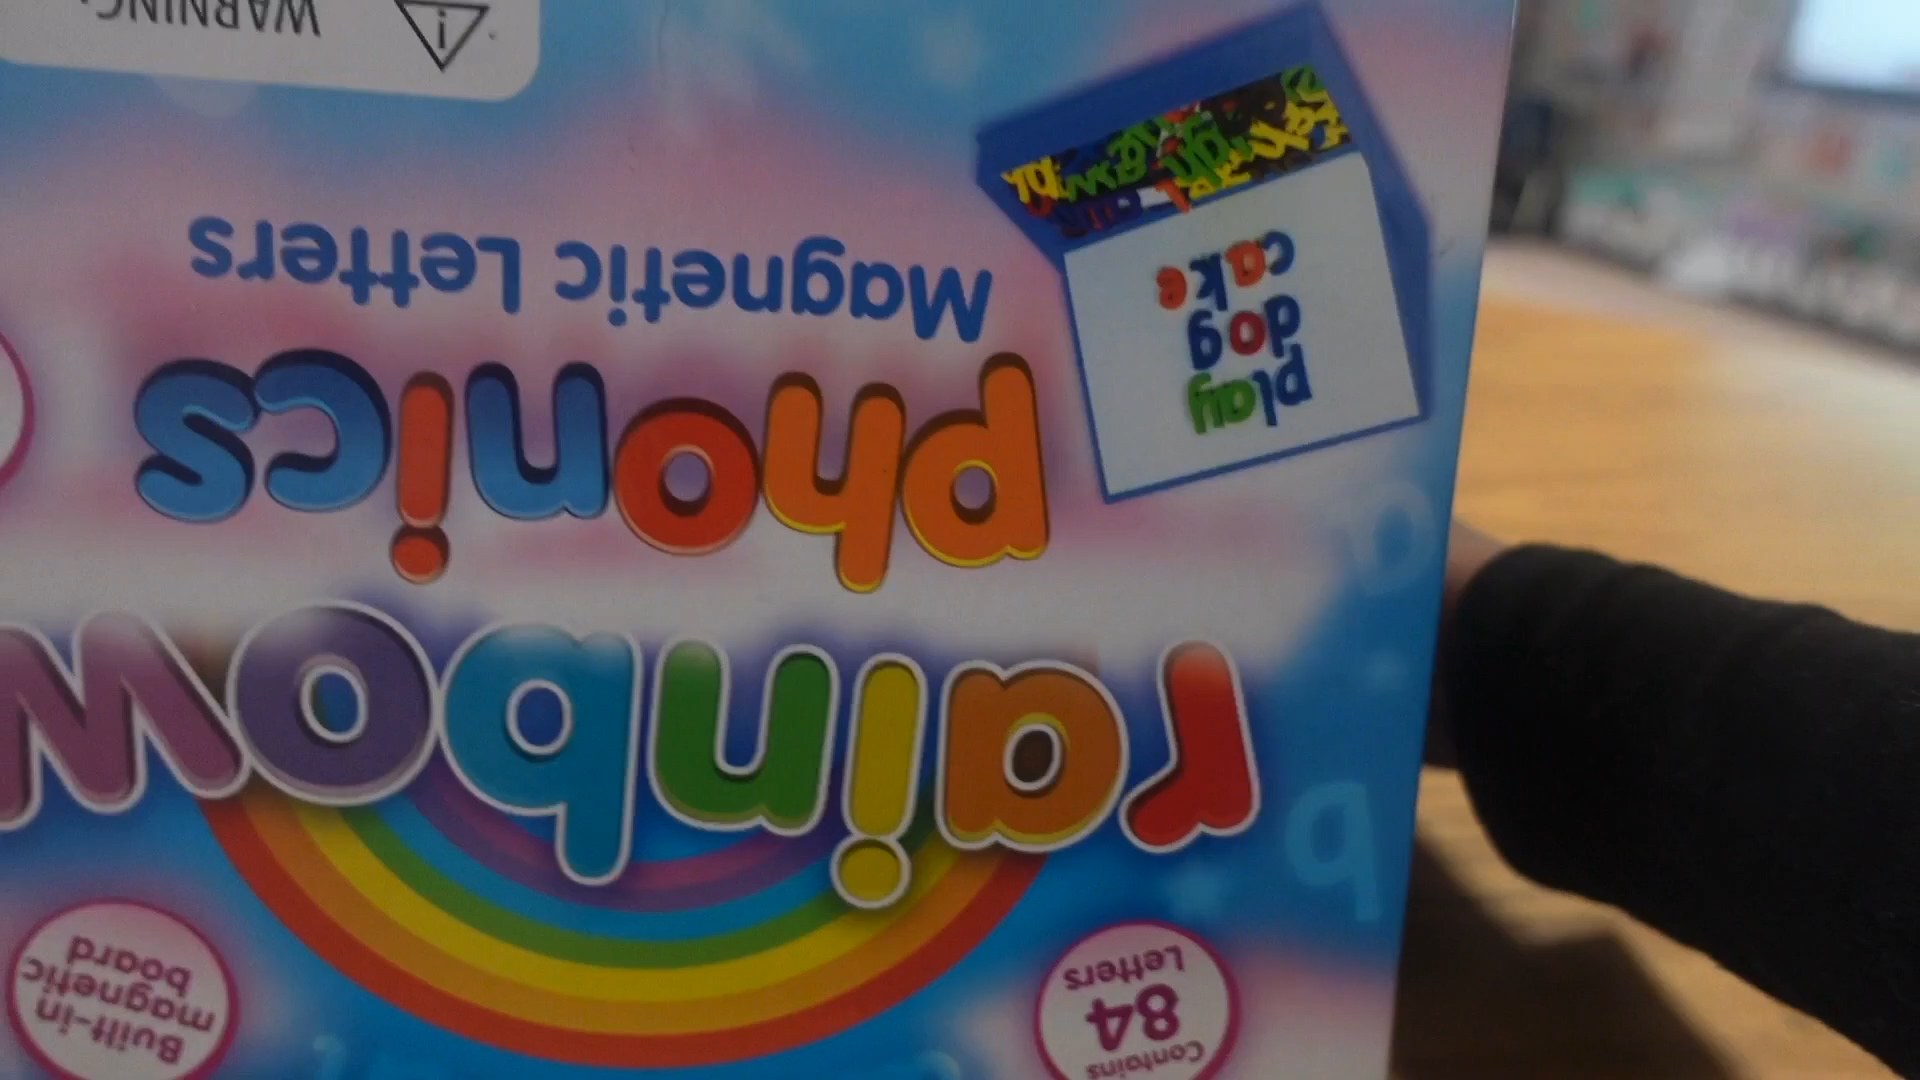 Contains
84
Letters
Built-in
magnetic
board
rainbow
phonics
Magnetic Letters
play
dog
cake
WARNING
b
a